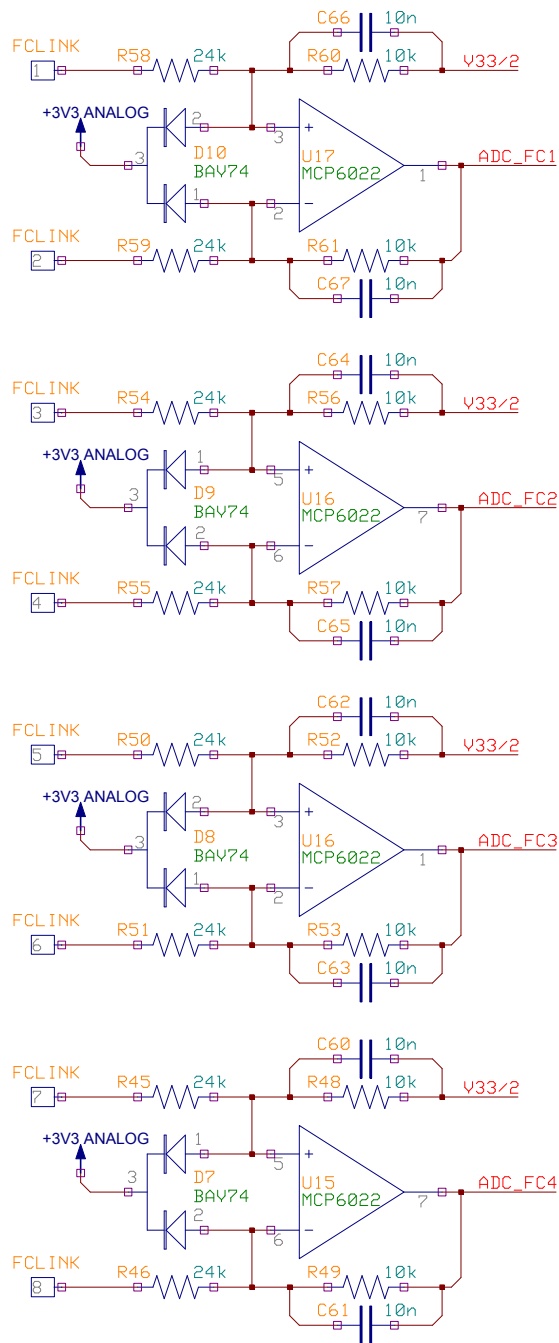 C66 10n
FCLINK R58 24k R60 10k V33/2
1
+3V3 ANALOG
2
3 3 + U17 ADC_FC1
D10 MCP6022 1
BAV74
1 2 −
FCLINK R59 24k R61 10k
2
C67 10n
C64 10n
FCLINK R54 24k R56 10k V33/2
3
+3V3 ANALOG
1
3 5 + U16 ADC_FC2
D9 MCP6022 7
BAV74
2 6 −
FCLINK R55 24k R57 10k
4
C65 10n
C62 10n
FCLINK R50 24k R52 10k V33/2
5
+3V3 ANALOG
2
3 3 + U16 ADC_FC3
D8 MCP6022 1
BAV74
1 2 −
FCLINK R51 24k R53 10k
6
C63 10n
C60 10n
FCLINK R45 24k R48 10k V33/2
7
+3V3 ANALOG
1
3 5 + U15 ADC_FC4
D7 MCP6022 7
BAV74
2 6 −
FCLINK R46 24k R49 10k
8
C61 10n